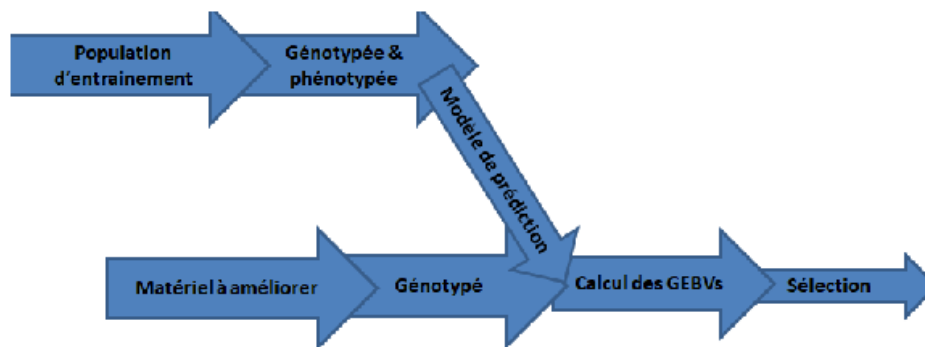 Population
d'entrainement
Génotypée &
phénotypée
Modèle de prédiction
Matériel à améliorer
Génotypé
Calcul des GEBVs
Sélection